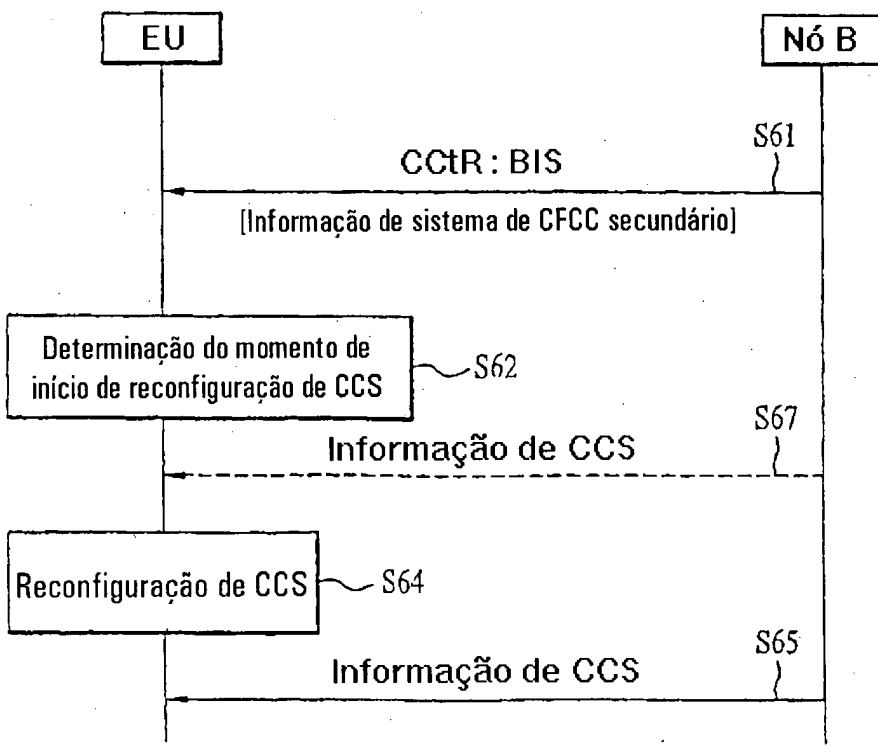 EU
Nó B
S61
CCtR : BIS
[Informação de sistema de CFCC secundário]
Determinação do momento de
início de reconfiguração de CCS
S62
S67
Informação de CCS
Reconfiguração de CCS
S64
S65
Informação de CCS